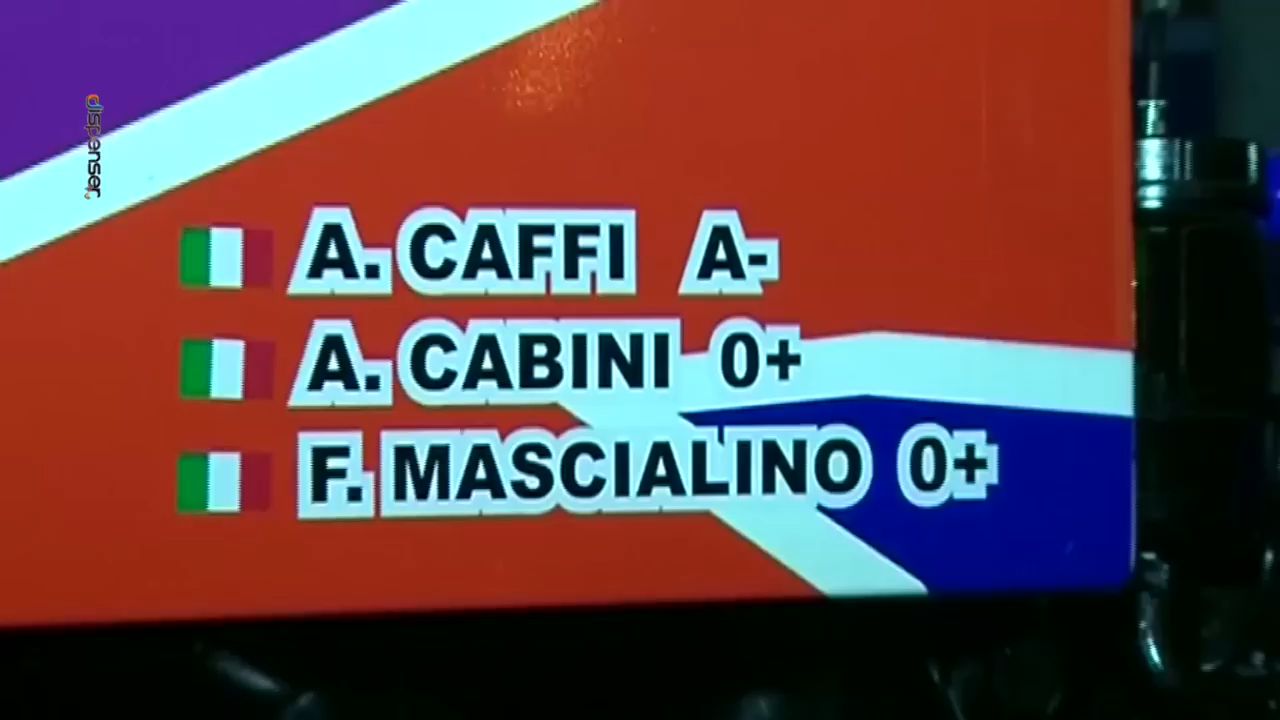 dispenser.
A. CAFFI A-
A. CABINI 0+
F. MASCIALINO 0+